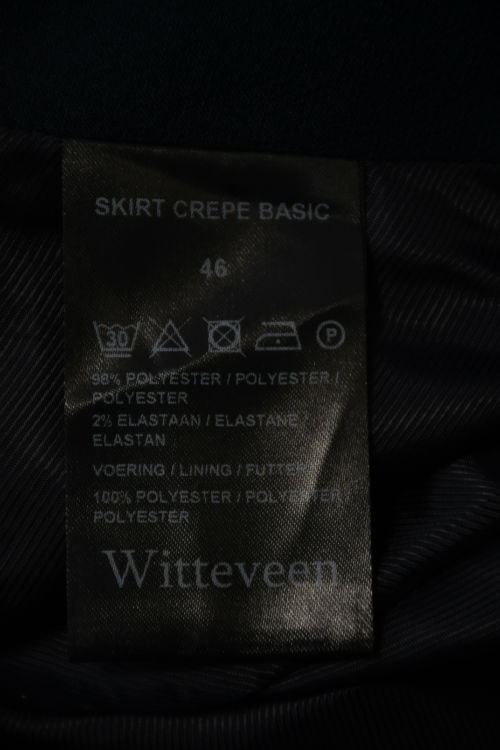 SKIRT CREPE BASIC
46
30 P
98% POLYESTER / POLYESTER /
POLYESTER
2% ELASTAAN / ELASTANE /
ELASTAN
VOERING / LINING / FUTTER
100% POLYESTER / POLYESTER /
POLYESTER
Witteveen